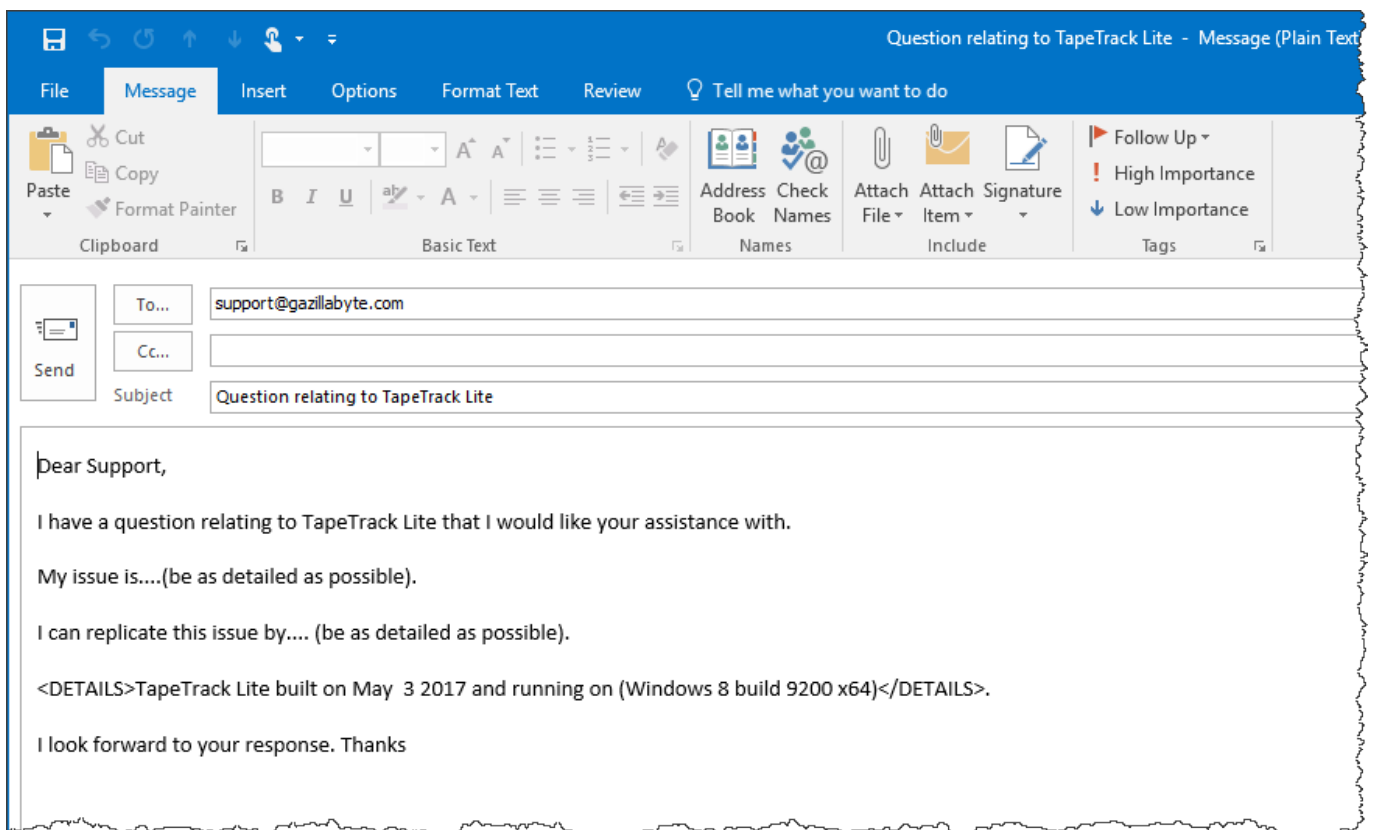 Question relating to TapeTrack Lite - Message (Plain Text
File Message Insert Options Format Text Review Tell me what you want to do
Cut
Copy
Paste
Format Painter
Clipboard
B I U A
Basic Text
Address Book
Check Names
Names
Attach File
Attach Item
Signature
Include
Follow Up
High Importance
Low Importance
Tags
Send
To...
support@gazillabyte.com
Cc...
Subject
Question relating to TapeTrack Lite
Dear Support,
I have a question relating to TapeTrack Lite that I would like your assistance with.
My issue is....(be as detailed as possible).
I can replicate this issue by.... (be as detailed as possible).
<DETAILS>TapeTrack Lite built on May  3 2017 and running on (Windows 8 build 9200 x64)</DETAILS>.
I look forward to your response. Thanks